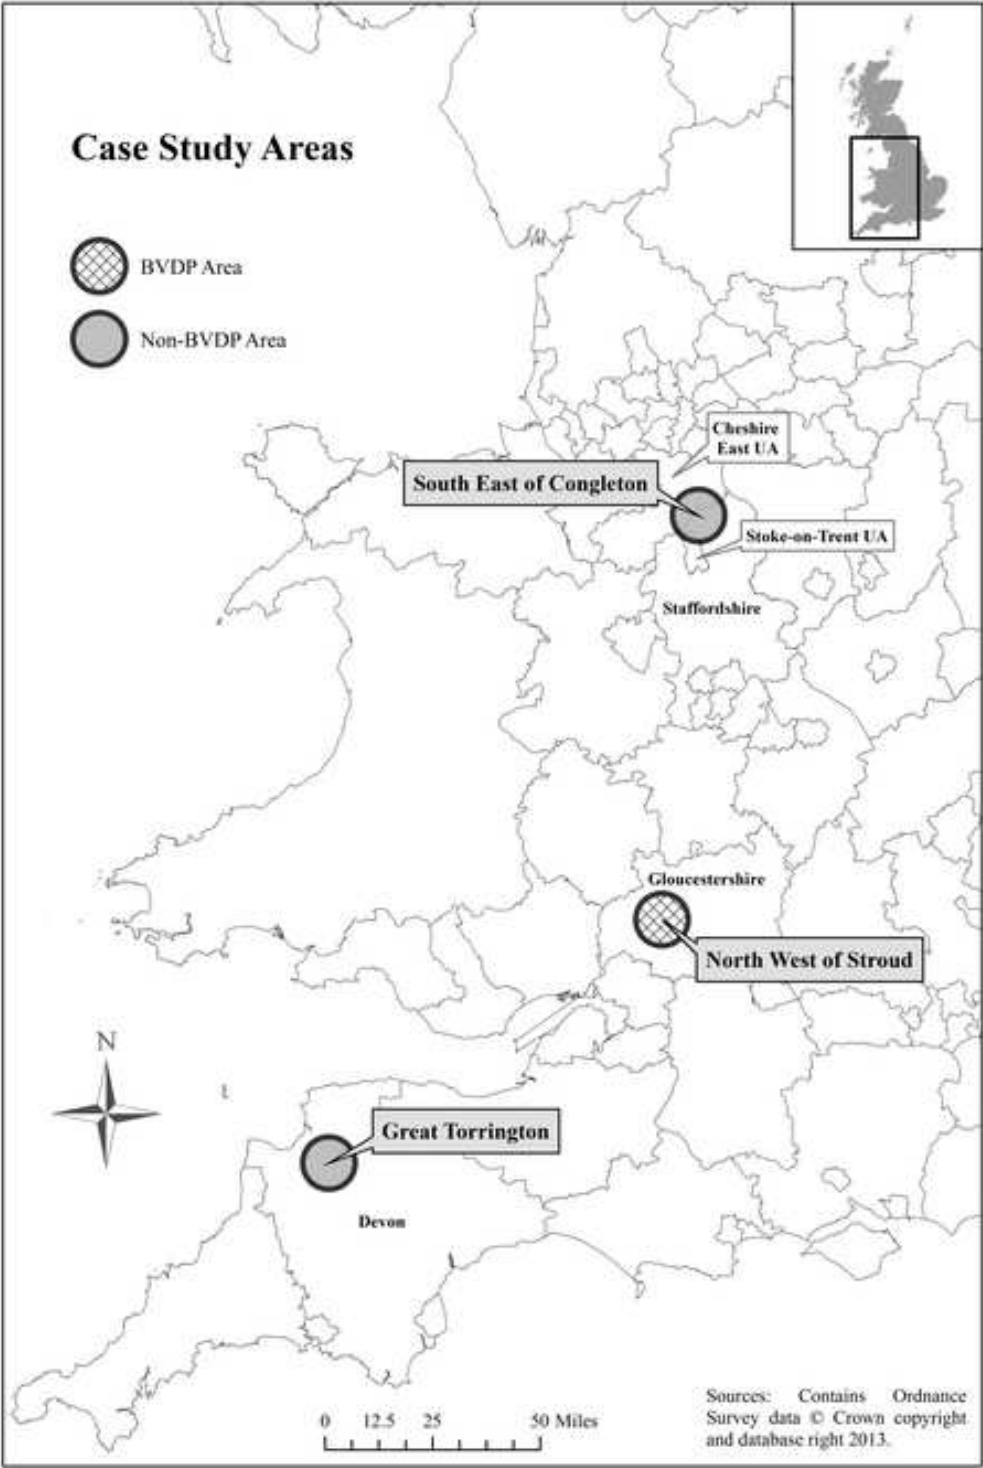 Case Study Areas
BVDP Area
Non-BVDP Area
Cheshire
East UA
South East of Congleton
Stoke-on-Trent UA
Staffordshire
Gloucestershire
North West of Stroud
N
Great Torrington
Devon
0 12.5 25 50 Miles
Sources: Contains Ordnance
Survey data © Crown copyright
and database right 2013.